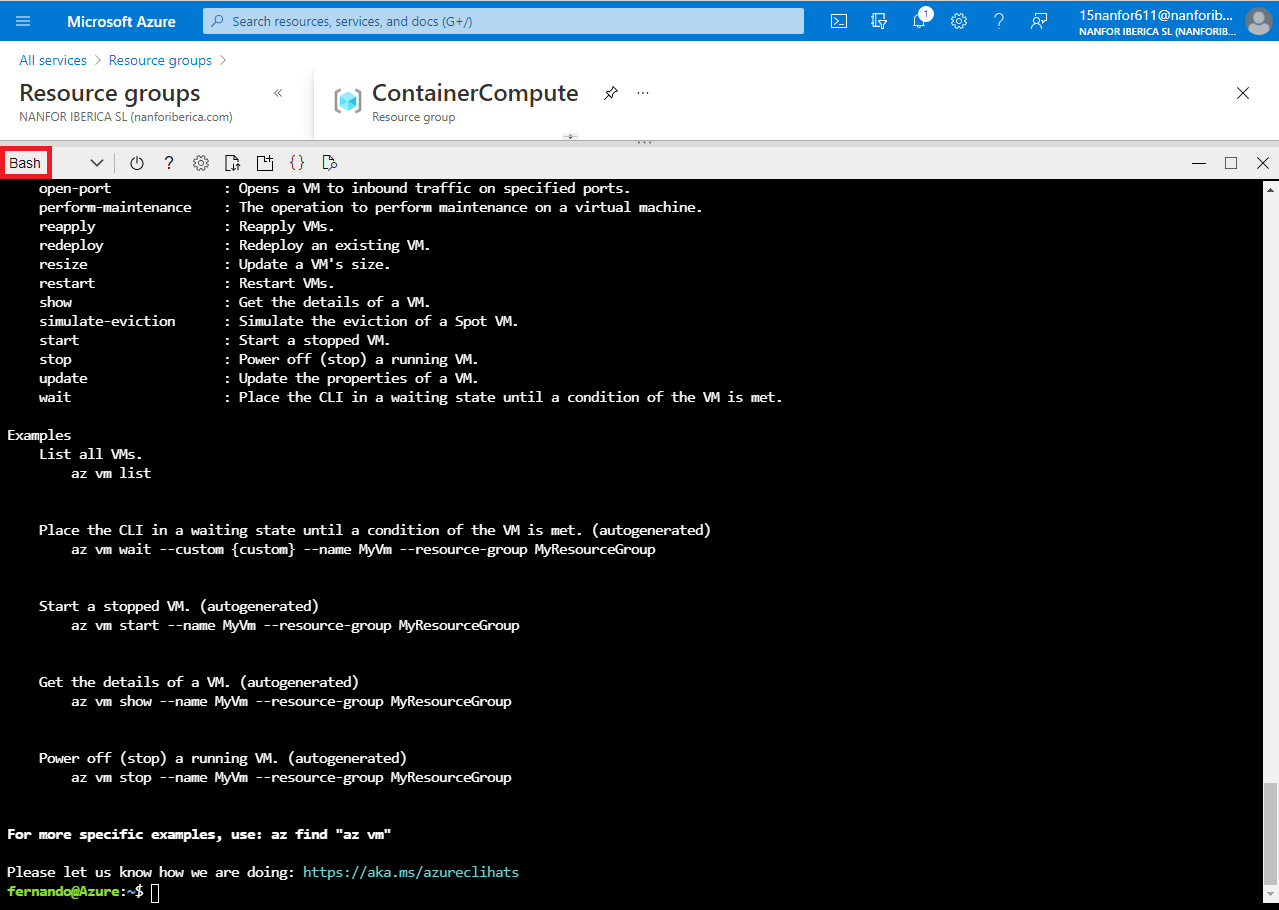 Microsoft Azure
Search resources, services, and docs (G+/)
1
15nanfor611@nanforib...
NANFOR IBERICA SL (NANFORIB...
All services > Resource groups >
Resource groups
«
NANFOR IBERICA SL (nanforiberica.com)
ContainerCompute
...
Resource group
Bash
?
{}
open-port : Opens a VM to inbound traffic on specified ports.
perform-maintenance : The operation to perform maintenance on a virtual machine.
reapply : Reapply VMs.
redeploy : Redeploy an existing VM.
resize : Update a VM's size.
restart : Restart VMs.
show : Get the details of a VM.
simulate-eviction : Simulate the eviction of a Spot VM.
start : Start a stopped VM.
stop : Power off (stop) a running VM.
update : Update the properties of a VM.
wait : Place the CLI in a waiting state until a condition of the VM is met.
Examples
List all VMs.
az vm list
Place the CLI in a waiting state until a condition of the VM is met. (autogenerated)
az vm wait --custom {custom} --name MyVm --resource-group MyResourceGroup
Start a stopped VM. (autogenerated)
az vm start --name MyVm --resource-group MyResourceGroup
Get the details of a VM. (autogenerated)
az vm show --name MyVm --resource-group MyResourceGroup
Power off (stop) a running VM. (autogenerated)
az vm stop --name MyVm --resource-group MyResourceGroup
For more specific examples, use: az find "az vm"
Please let us know how we are doing: https://aka.ms/azureclihats
fernando@Azure:~$